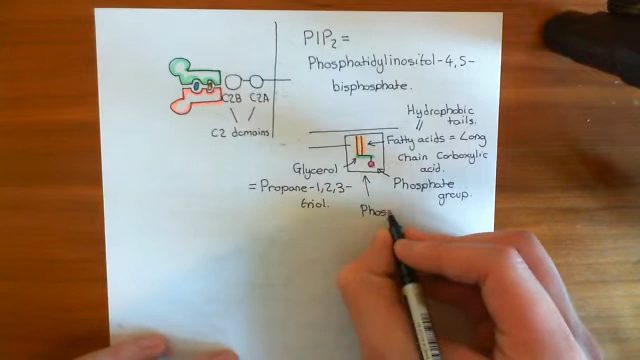 PIP2 =
Phosphatidylinositol-4,5-
bisphosphate.
C2B C2A
C2 domains
Hydrophobic
tails.
Fatty acids = Long
Chain Carboxylic
acid.
Glycerol
= Propane-1,2,3-
triol.
Phosphate
group.
Phos